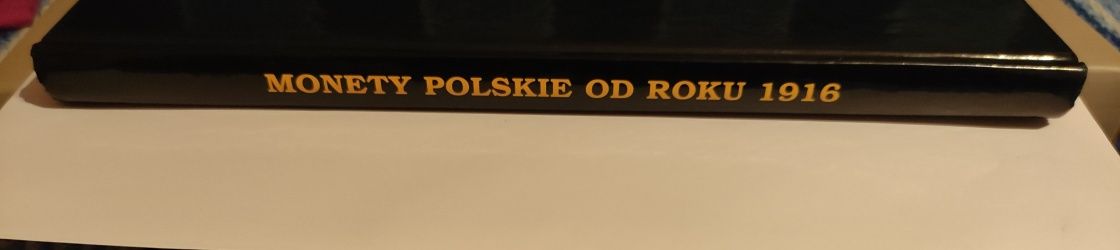 MONETY POLSKIE OD ROKU 1916